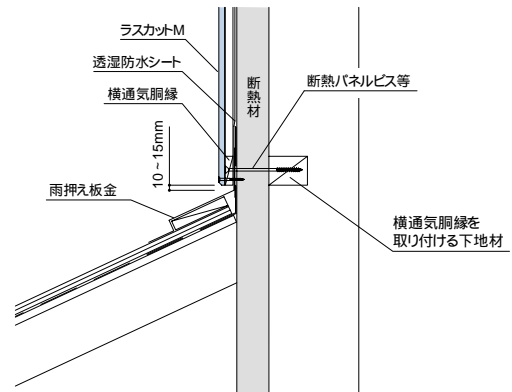 ラスカットM
透湿防水シート
横通気胴縁
10~15mm
雨押え板金
断熱材
断熱パネルビス等
横通気胴縁を
取り付ける下地材